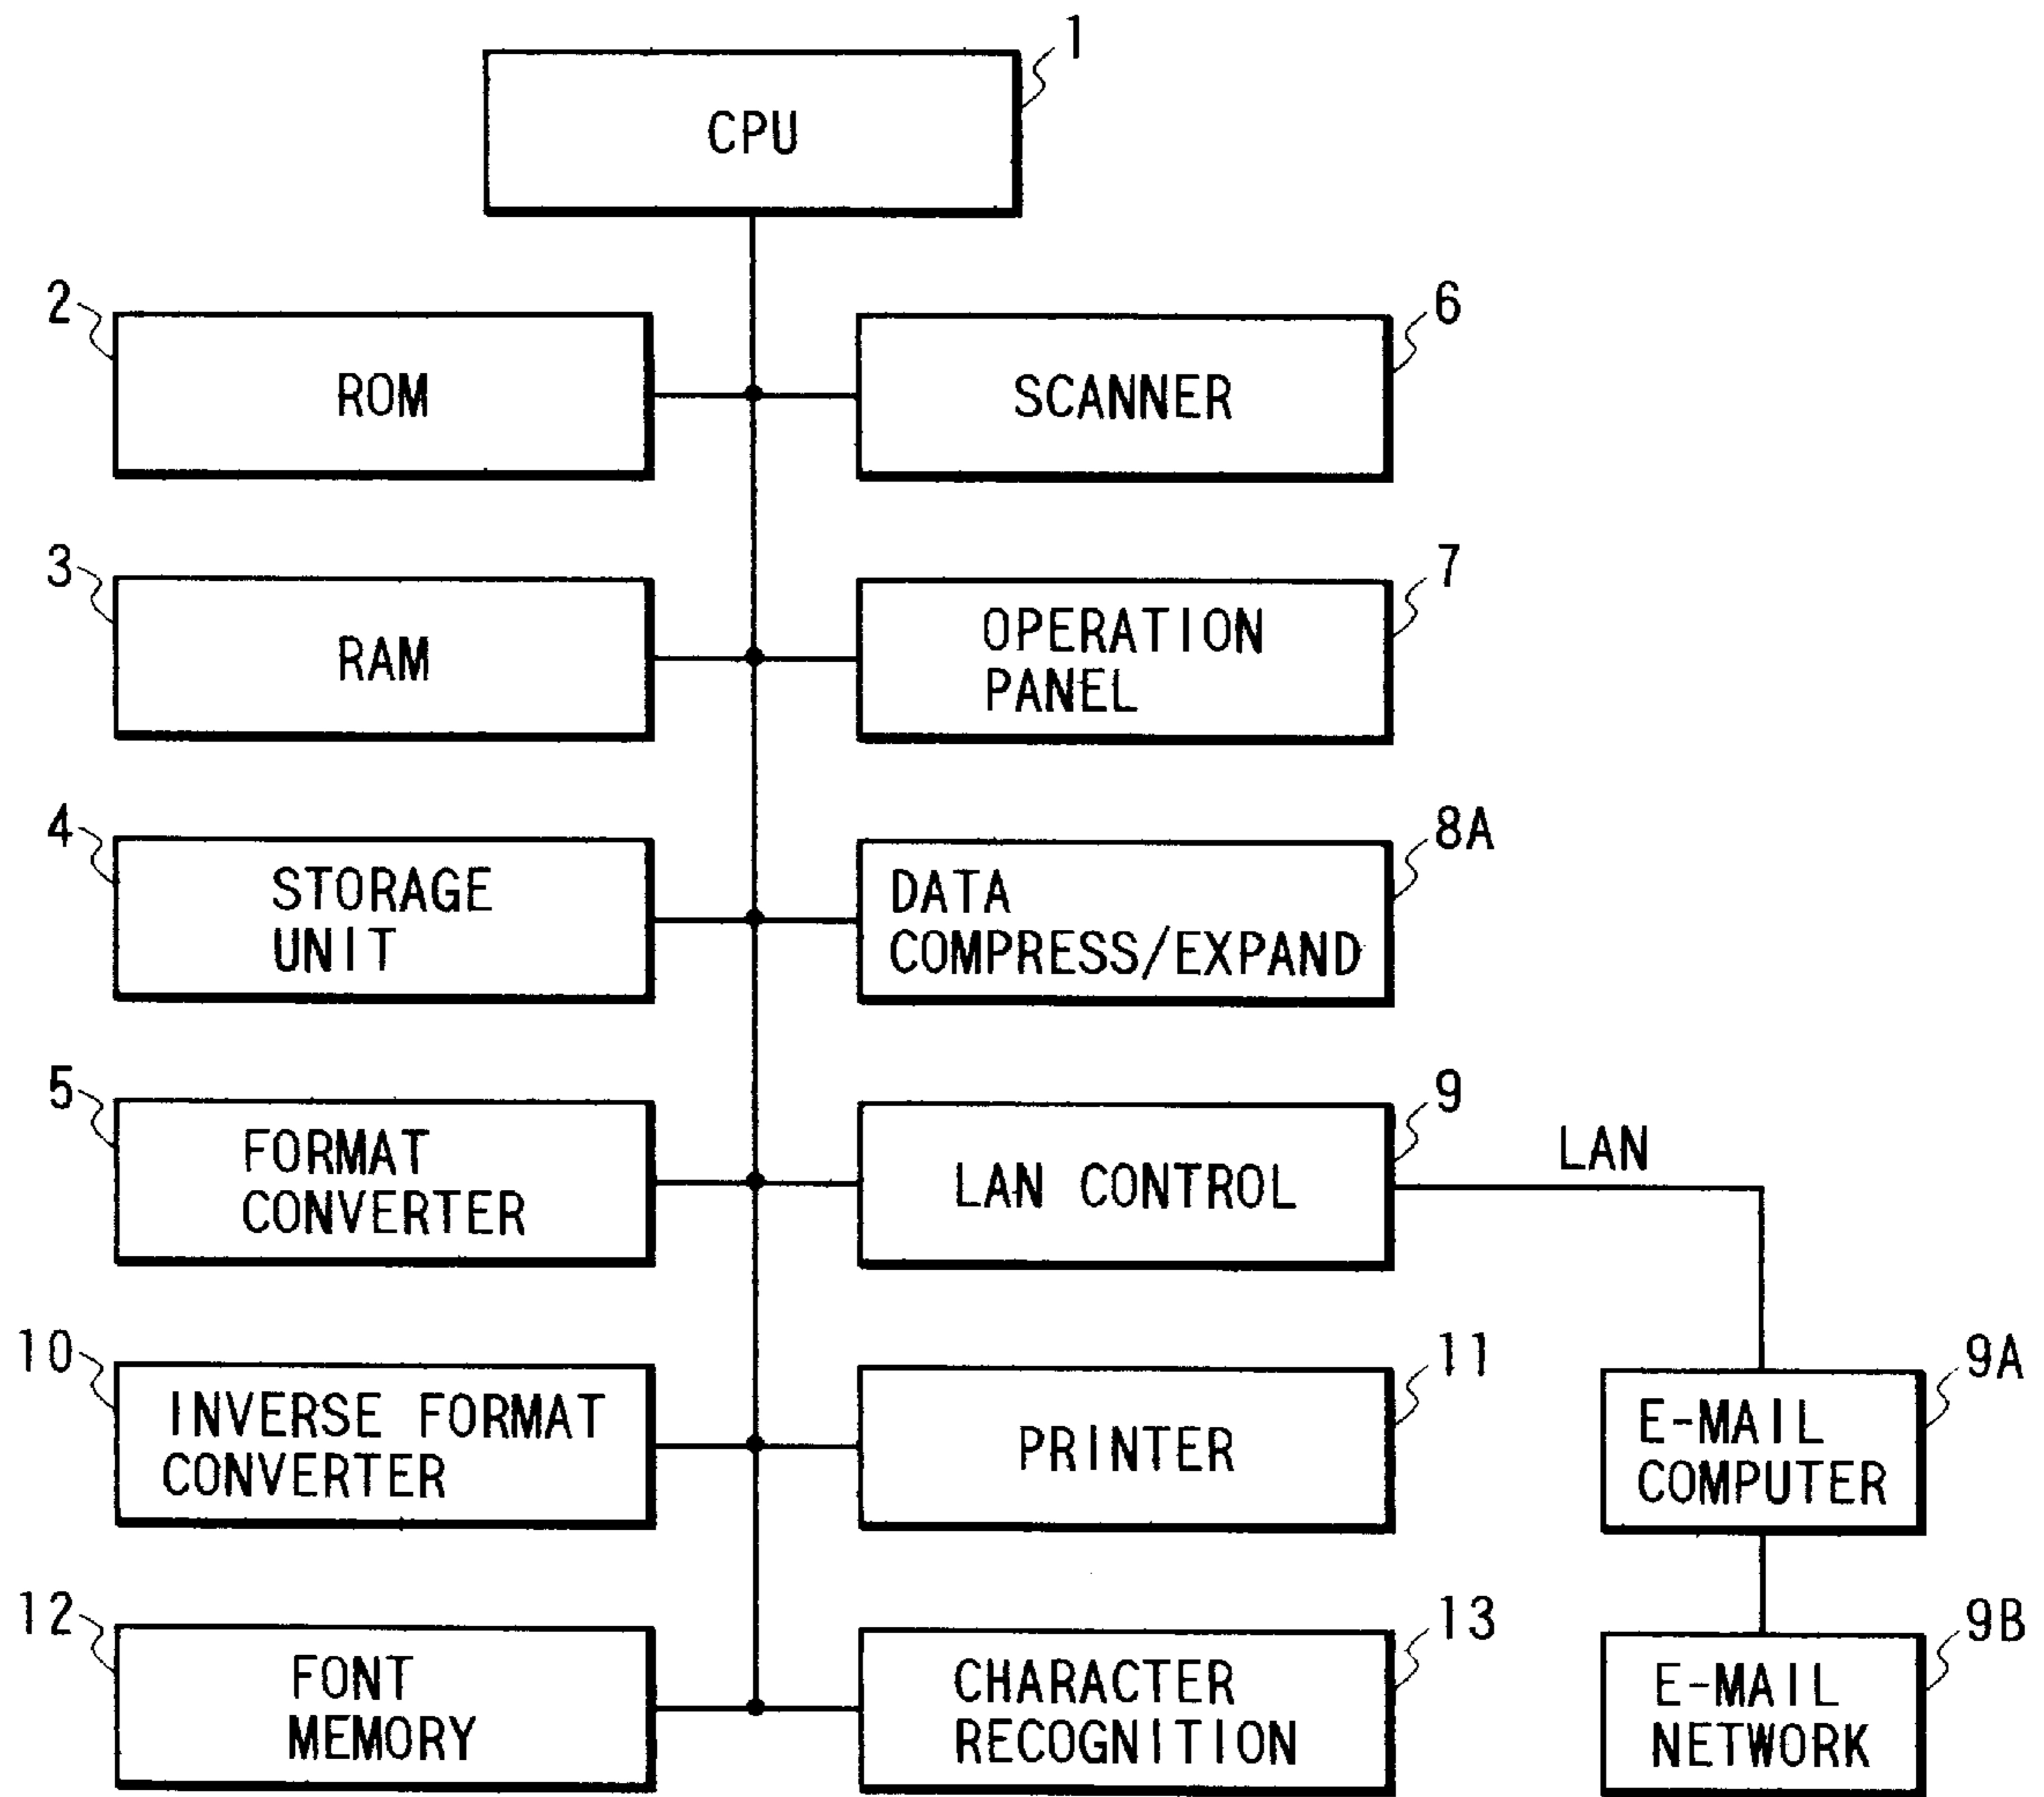 1
CPU
2
ROM
6
SCANNER
3
RAM
7
OPERATION
PANEL
4
STORAGE
UNIT
8A
DATA
COMPRESS/EXPAND
5
FORMAT
CONVERTER
9
LAN CONTROL
LAN
10
INVERSE FORMAT
CONVERTER
11
PRINTER
9A
E-MAIL
COMPUTER
12
FONT
MEMORY
13
CHARACTER
RECOGNITION
9B
E-MAIL
NETWORK